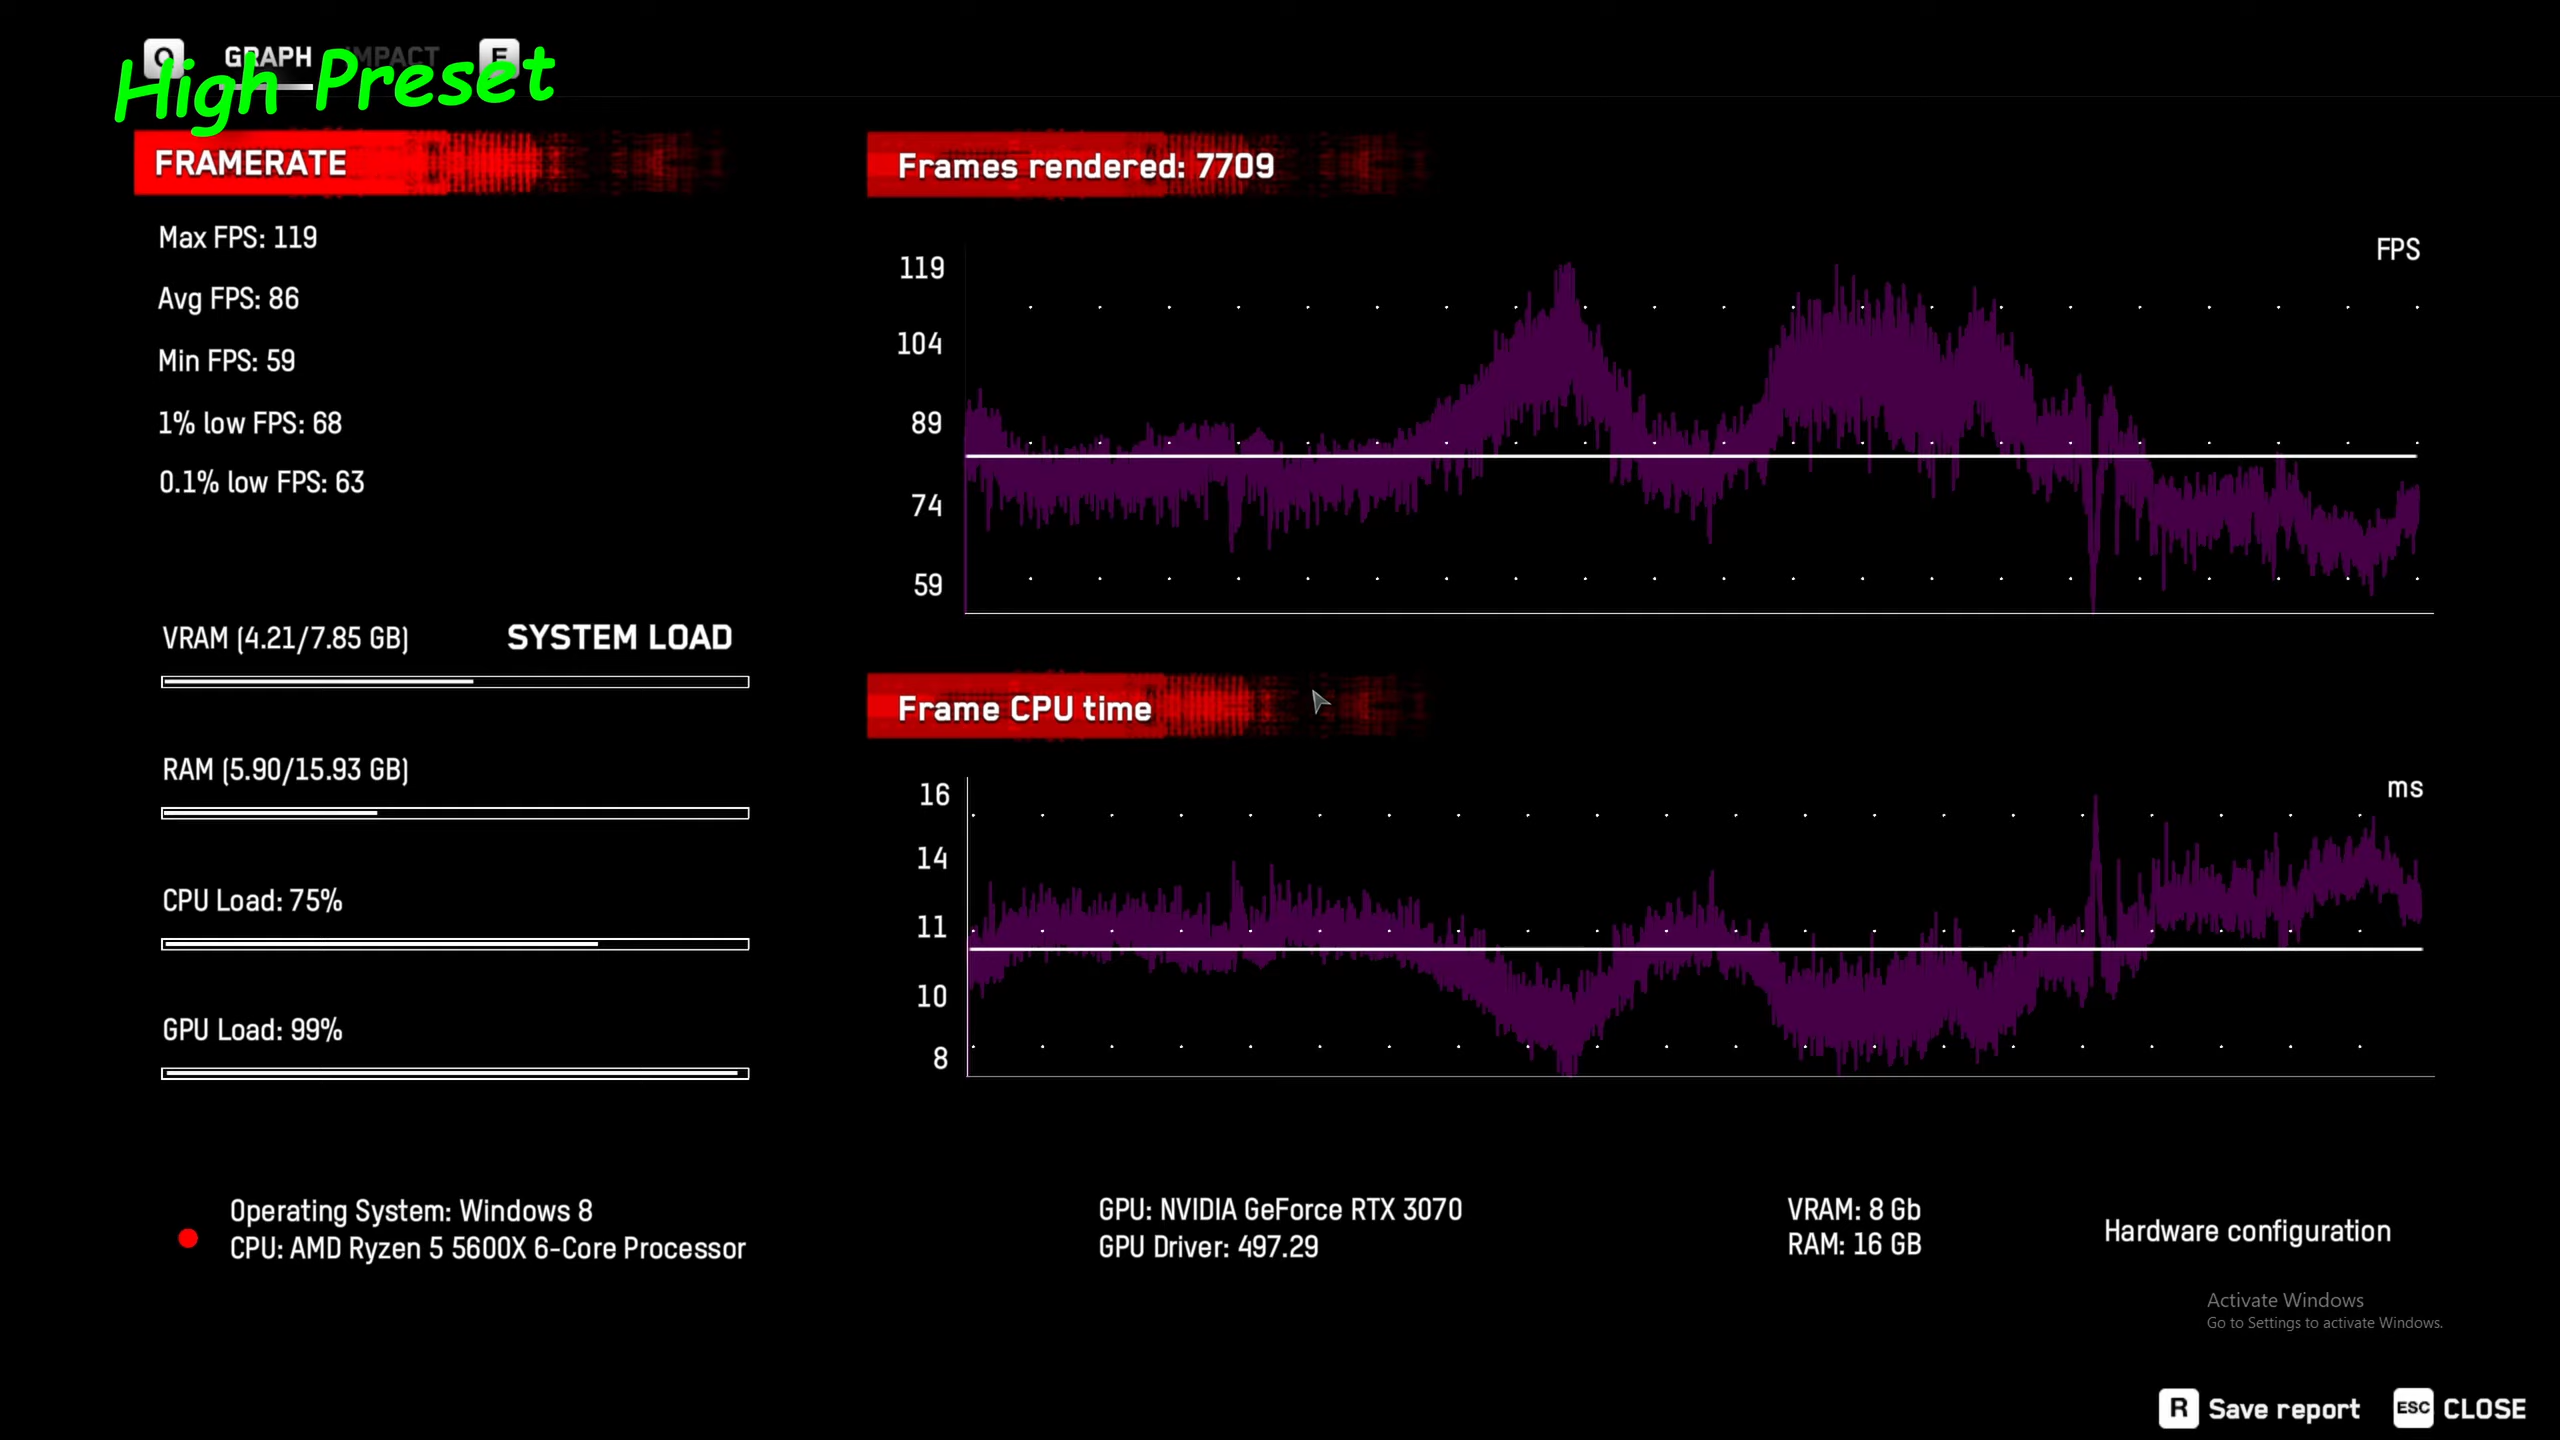 Q GRAPH IMPACT E
High Preset
FRAMERATE
Max FPS: 119
Avg FPS: 86
Min FPS: 59
1% low FPS: 68
0.1% low FPS: 63
VRAM (4.21/7.85 GB) SYSTEM LOAD
RAM (5.90/15.93 GB)
CPU Load: 75%
GPU Load: 99%
Frames rendered: 7709
FPS
119
104
89
74
59
Frame CPU time
ms
16
14
11
10
8
Operating System: Windows 8
CPU: AMD Ryzen 5 5600X 6-Core Processor
GPU: NVIDIA GeForce RTX 3070
GPU Driver: 497.29
VRAM: 8 Gb
RAM: 16 GB
Hardware configuration
Activate Windows
Go to Settings to activate Windows.
R Save report ESC CLOSE